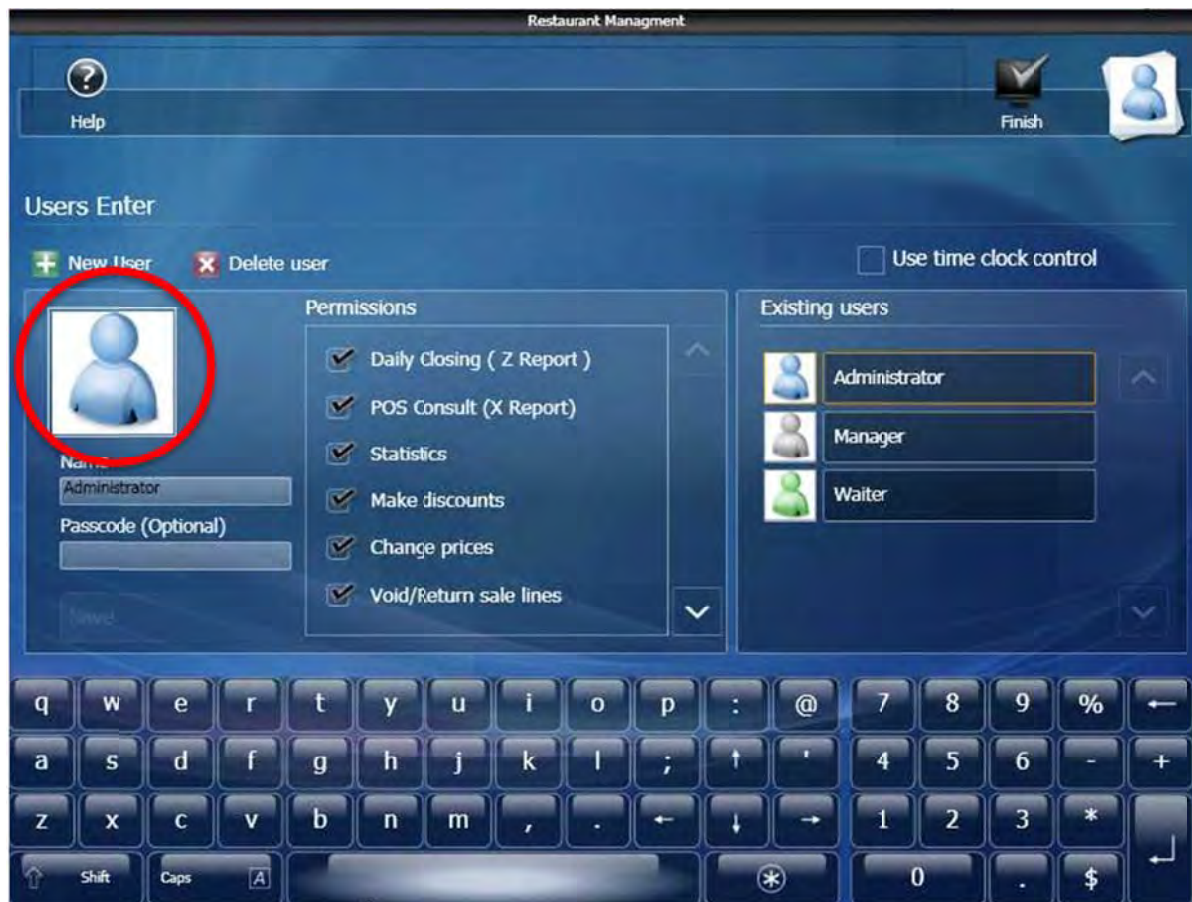 Restaurant Managment
?
Help
Finish
Users Enter
New User
Delete user
Use time clock control
Permissions
Existing users
Daily Closing ( Z Report )
POS Consult (X Report)
Statistics
Make discounts
Change prices
Void/Return sale lines
Name
Administrator
Passcode (Optional)
Administrator
Manager
Waiter
q w e r t y u i o p : @ 7 8 9 % ←
a s d f g h j k l ; ↑ ' 4 5 6 - +
z x c v b n m , . ← ↓ → 1 2 3 * ↵
⇧ Shift Caps A ⊛ 0 . $